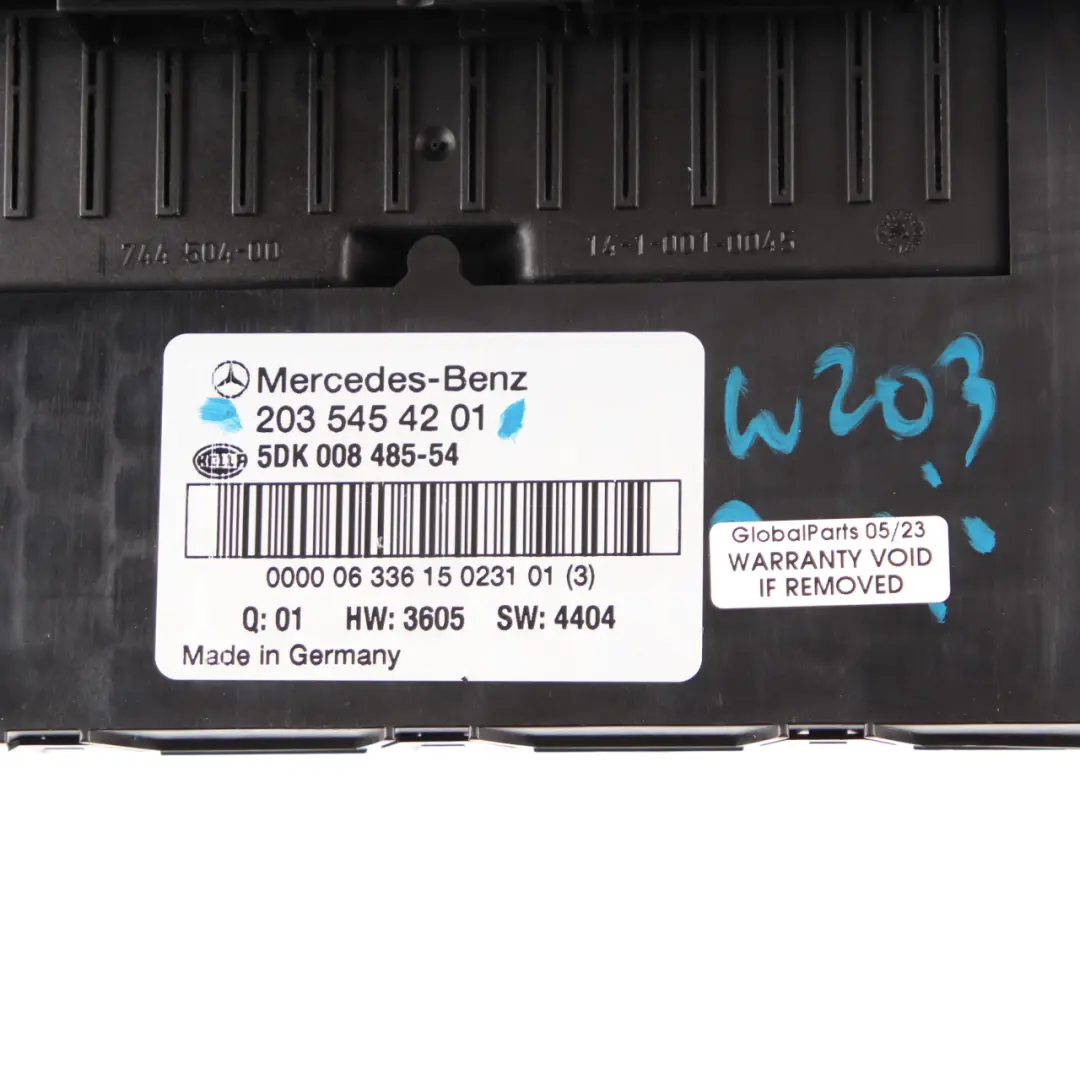 744 504-00
14-1-001-0045
Mercedes-Benz
203 545 42 01
HELLA
5DK 008 485-54
0000 06 336 15 0231 01 (3)
Q: 01 HW: 3605 SW: 4404
Made in Germany
W203
GlobalParts 05/23
WARRANTY VOID
IF REMOVED